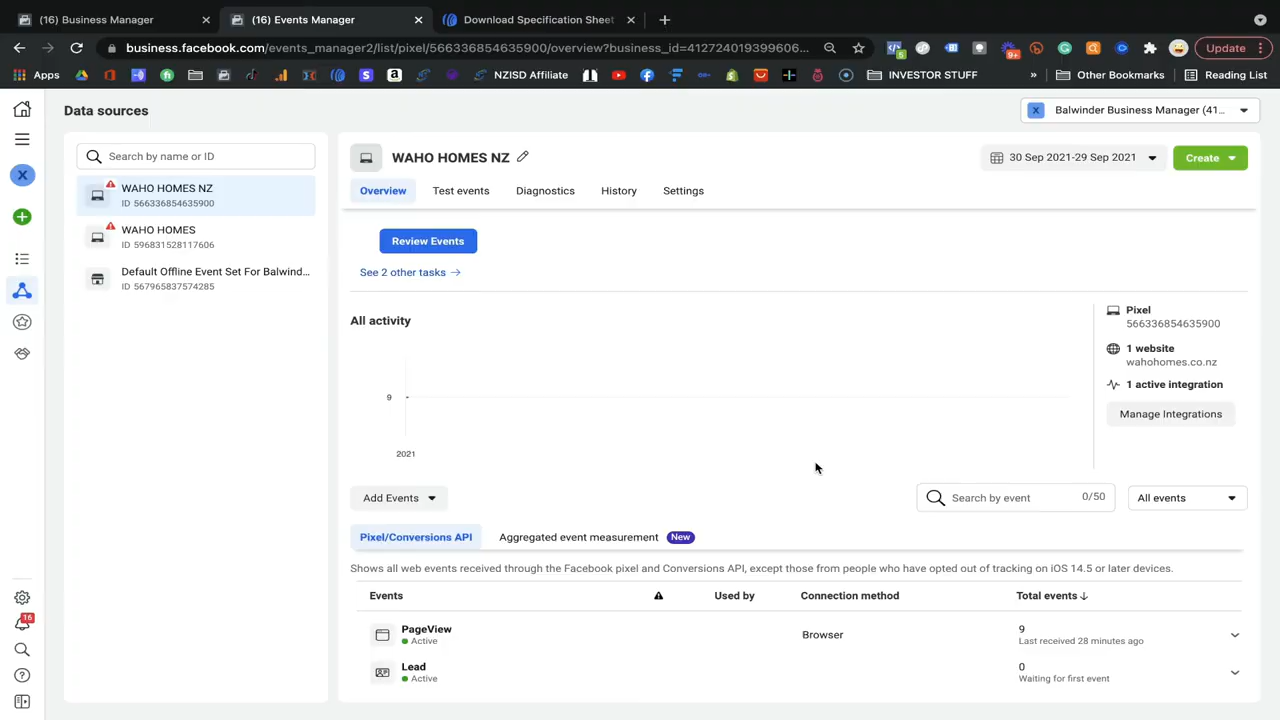 (16) Business Manager
(16) Events Manager
Download Specification Sheet
business.facebook.com/events_manager2/list/pixel/566336854635900/overview?business_id=412724019399606...
5
9+
Update
Apps
NZISD Affiliate
INVESTOR STUFF
»
Other Bookmarks
Reading List
Data sources
X
Balwinder Business Manager (41...
Search by name or ID
WAHO HOMES NZ
ID 566336854635900
WAHO HOMES
ID 596831528117606
Default Offline Event Set For Balwind...
ID 567965837574285
X
16
WAHO HOMES NZ
30 Sep 2021-29 Sep 2021
Create
Overview
Test events
Diagnostics
History
Settings
Review Events
See 2 other tasks →
All activity
9
2021
Pixel
566336854635900
1 website
wahohomes.co.nz
1 active integration
Manage Integrations
Add Events
Search by event
0/50
All events
Pixel/Conversions API
Aggregated event measurement
New
Shows all web events received through the Facebook pixel and Conversions API, except those from people who have opted out of tracking on iOS 14.5 or later devices.
Events
Used by
Connection method
Total events ↓
PageView
Active
Browser
9
Last received 28 minutes ago
Lead
Active
0
Waiting for first event